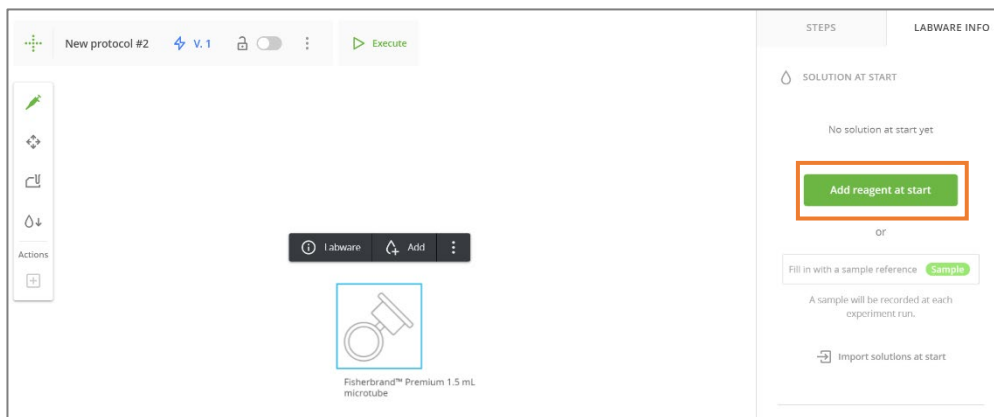 New protocol #2
V. 1
Execute
STEPS
LABWARE INFO
SOLUTION AT START
No solution at start yet
Add reagent at start
or
Fill in with a sample reference Sample
A sample will be recorded at each
experiment run.
Import solutions at start
Actions
Labware
Add
Fisherbrand™ Premium 1.5 mL
microtube